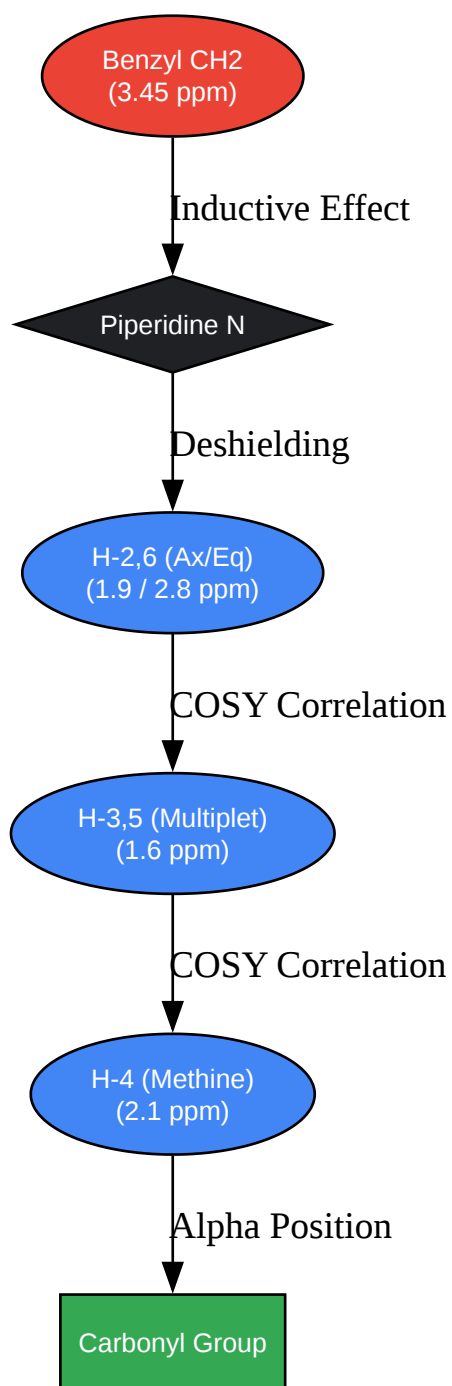 Benzyl CH2
(3.45 ppm)
Inductive Effect
Piperidine N
Deshielding
H-2,6 (Ax/Eq)
(1.9 / 2.8 ppm)
COSY Correlation
H-3,5 (Multiplet)
(1.6 ppm)
COSY Correlation
H-4 (Methine)
(2.1 ppm)
Alpha Position
Carbonyl Group